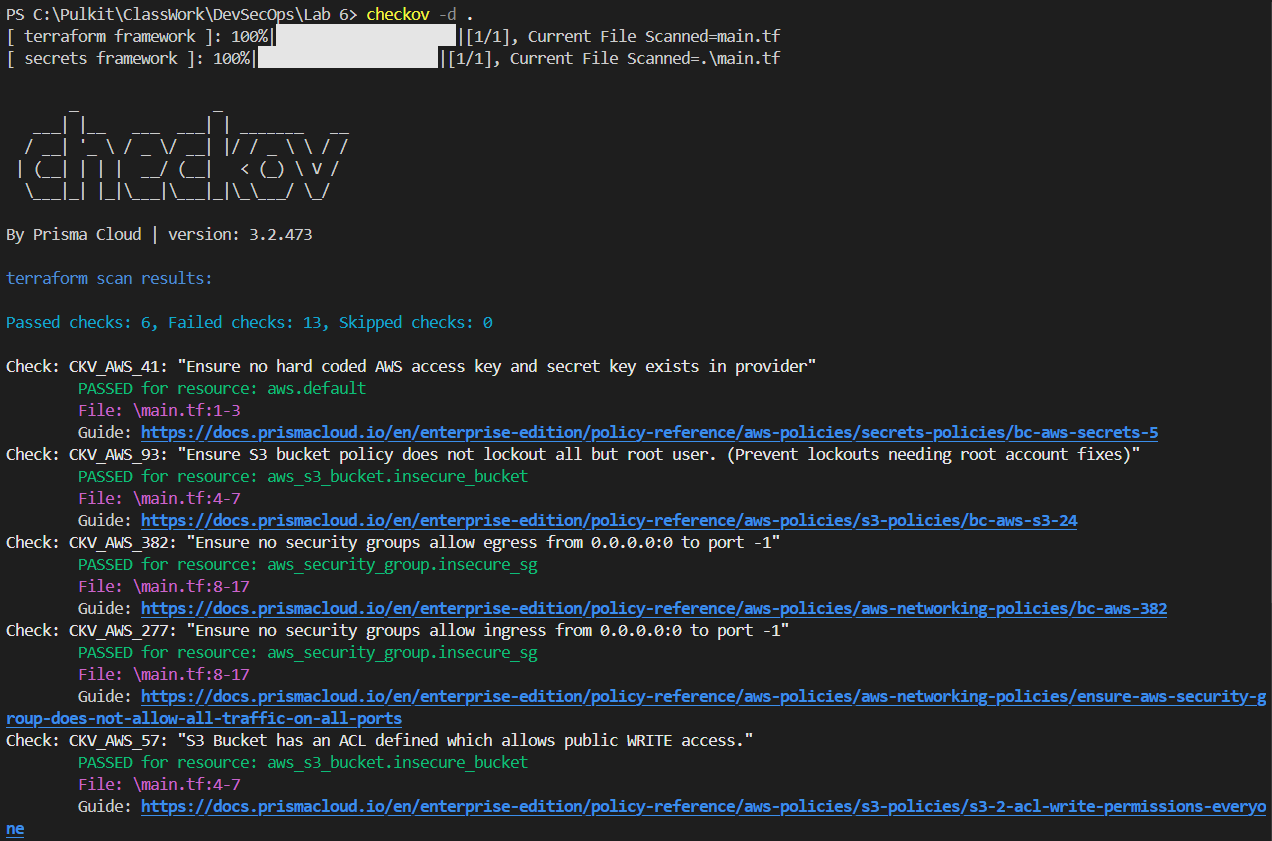 PS C:\Pulkit\ClassWork\DevSecOps\Lab 6> checkov -d .
[ terraform framework ]: 100%|████████████████████|[1/1], Current File Scanned=main.tf
[ secrets framework ]: 100%|████████████████████|[1/1], Current File Scanned=.\main.tf
checkov
By Prisma Cloud | version: 3.2.473
terraform scan results:
Passed checks: 6, Failed checks: 13, Skipped checks: 0
Check: CKV_AWS_41: "Ensure no hard coded AWS access key and secret key exists in provider"
PASSED for resource: aws.default
File: \main.tf:1-3
Guide: https://docs.prismacloud.io/en/enterprise-edition/policy-reference/aws-policies/secrets-policies/bc-aws-secrets-5
Check: CKV_AWS_93: "Ensure S3 bucket policy does not lockout all but root user. (Prevent lockouts needing root account fixes)"
PASSED for resource: aws_s3_bucket.insecure_bucket
File: \main.tf:4-7
Guide: https://docs.prismacloud.io/en/enterprise-edition/policy-reference/aws-policies/s3-policies/bc-aws-s3-24
Check: CKV_AWS_382: "Ensure no security groups allow egress from 0.0.0.0:0 to port -1"
PASSED for resource: aws_security_group.insecure_sg
File: \main.tf:8-17
Guide: https://docs.prismacloud.io/en/enterprise-edition/policy-reference/aws-policies/aws-networking-policies/bc-aws-382
Check: CKV_AWS_277: "Ensure no security groups allow ingress from 0.0.0.0:0 to port -1"
PASSED for resource: aws_security_group.insecure_sg
File: \main.tf:8-17
Guide: https://docs.prismacloud.io/en/enterprise-edition/policy-reference/aws-policies/aws-networking-policies/ensure-aws-security-g
roup-does-not-allow-all-traffic-on-all-ports
Check: CKV_AWS_57: "S3 Bucket has an ACL defined which allows public WRITE access."
PASSED for resource: aws_s3_bucket.insecure_bucket
File: \main.tf:4-7
Guide: https://docs.prismacloud.io/en/enterprise-edition/policy-reference/aws-policies/s3-policies/s3-2-acl-write-permissions-everyo
ne